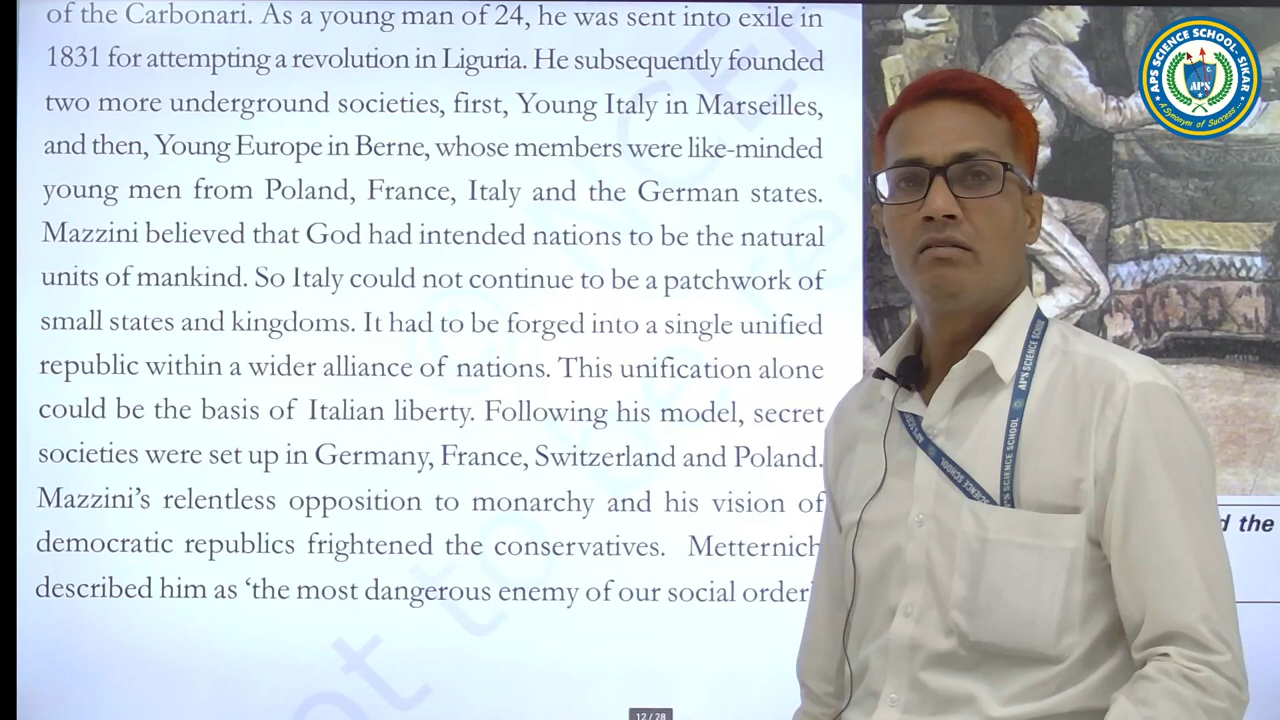 of the Carbonari. As a young man of 24, he was sent into exile in
1831 for attempting a revolution in Liguria. He subsequently founded
two more underground societies, first, Young Italy in Marseilles,
and then, Young Europe in Berne, whose members were like-minded
young men from Poland, France, Italy and the German states.
Mazzini believed that God had intended nations to be the natural
units of mankind. So Italy could not continue to be a patchwork of
small states and kingdoms. It had to be forged into a single unified
republic within a wider alliance of nations. This unification alone
could be the basis of Italian liberty. Following his model, secret
societies were set up in Germany, France, Switzerland and Poland.
Mazzini’s relentless opposition to monarchy and his vision of
democratic republics frightened the conservatives. Metternich
described him as ‘the most dangerous enemy of our social order
d the
12 / 28
APS SCIENCE SCHOOL-SIKAR
APS
A Synonym of Success...
APS SCIENCE SCHOOL
SCIENCE SCHOOL